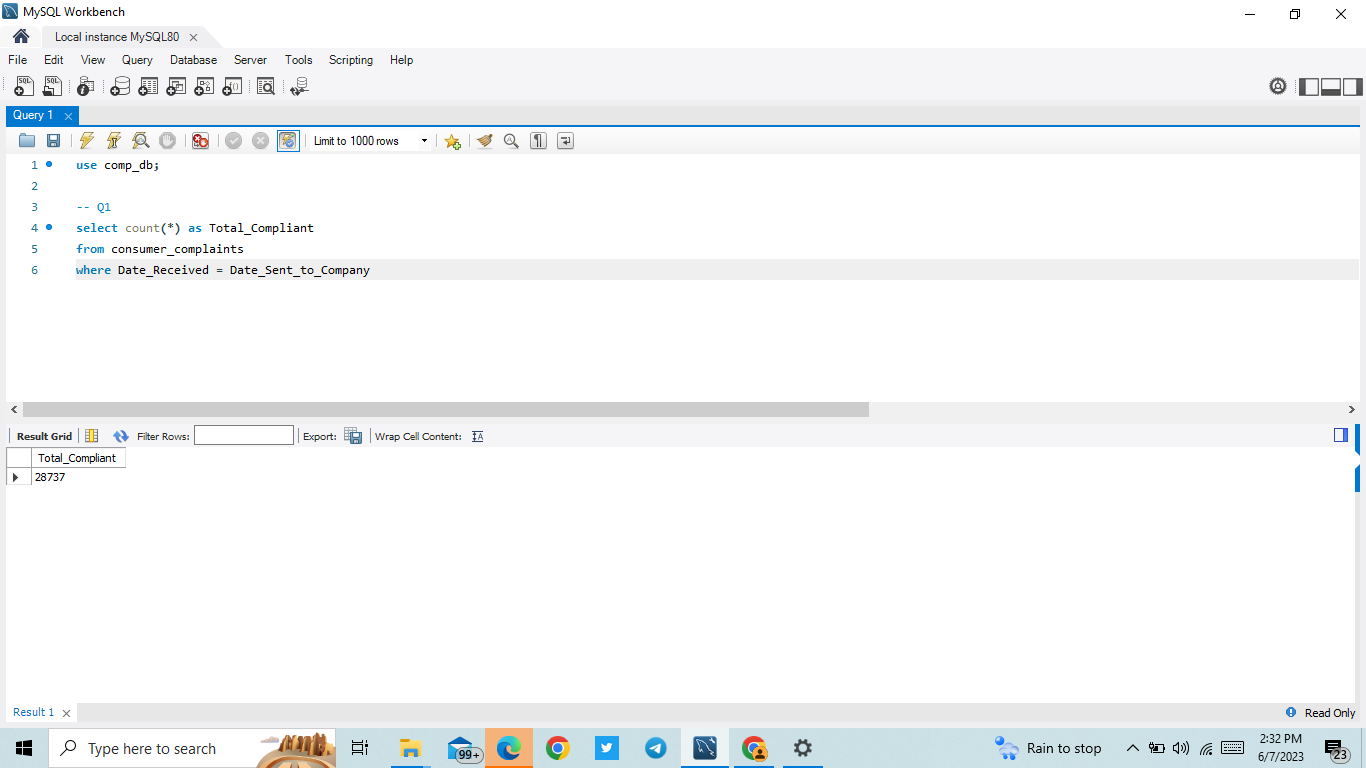 MySQL Workbench
Local instance MySQL80
File Edit View Query Database Server Tools Scripting Help
SQL SQL
Query 1
Limit to 1000 rows
1 use comp_db;
2
3 -- Q1
4 select count(*) as Total_Compliant
5 from consumer_complaints
6 where Date_Received = Date_Sent_to_Company
Result Grid Filter Rows: Export: Wrap Cell Content: IA
Total_Compliant
28737
Result 1 Read Only
Type here to search 99+ Rain to stop 2:32 PM
6/7/2023 23